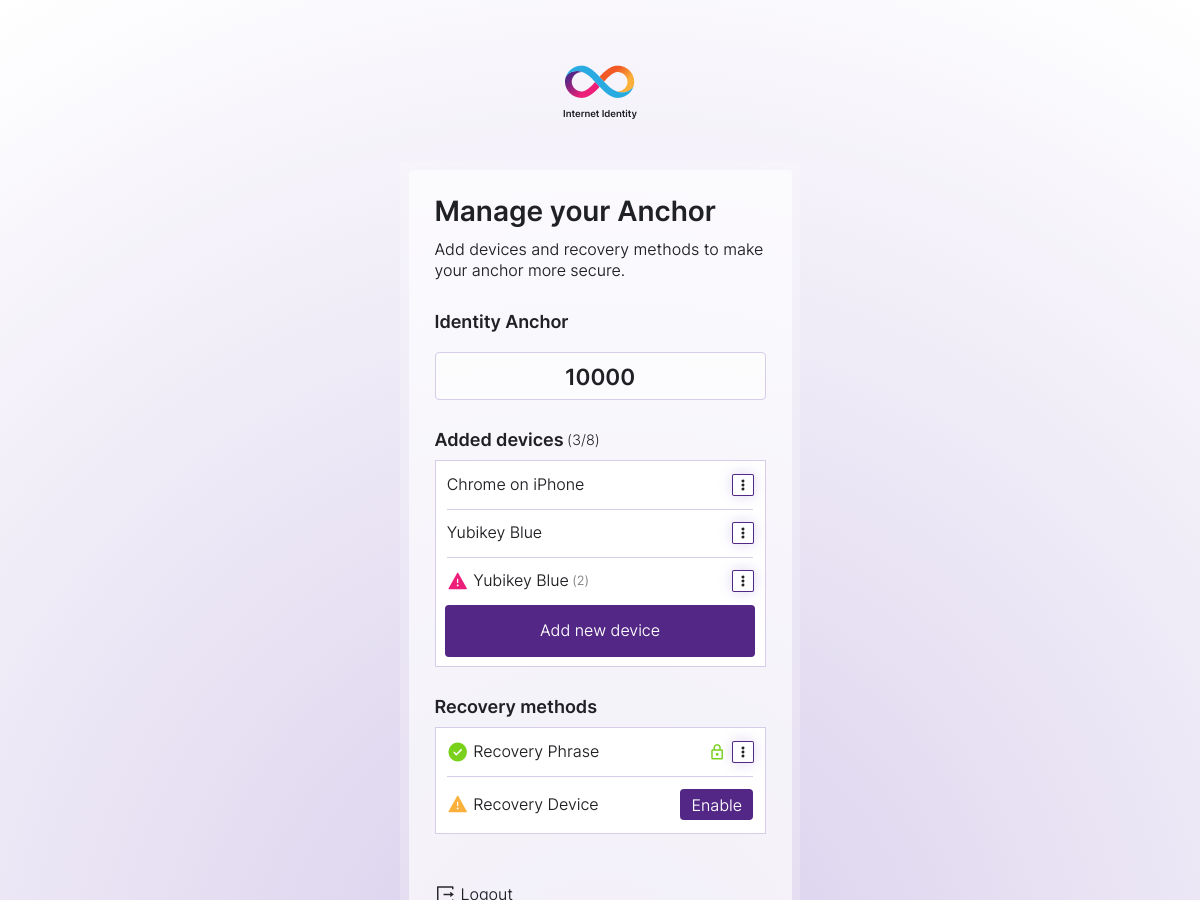 Internet Identity
Manage your Anchor
Add devices and recovery methods to make
your anchor more secure.
Identity Anchor
10000
Added devices (3/8)
Chrome on iPhone
Yubikey Blue
Yubikey Blue (2)
Add new device
Recovery methods
Recovery Phrase
Recovery Device Enable
Logout